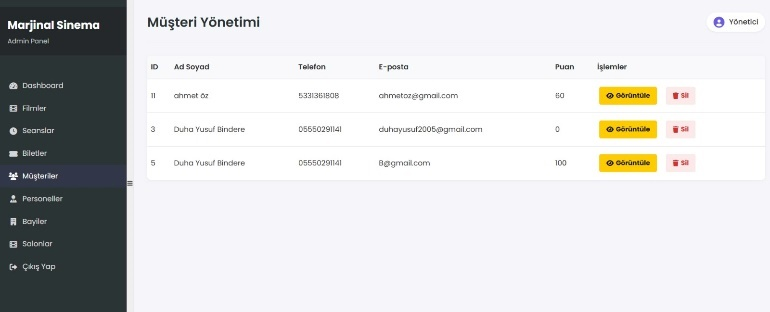 Marjinal Sinema
Admin Panel
Dashboard
Filmler
Seanslar
Biletler
Müşteriler
Personeller
Bayiler
Salonlar
Çıkış Yap
Müşteri Yönetimi
Yönetici
ID Ad Soyad Telefon E-posta Puan İşlemler
11 ahmet öz 5331361808 ahmetoz@gmail.com 60 Görüntüle Sil
3 Duha Yusuf Bindere 05550291141 duhayusuf2005@gmail.com 0 Görüntüle Sil
5 Duha Yusuf Bindere 05550291141 B@gmail.com 100 Görüntüle Sil